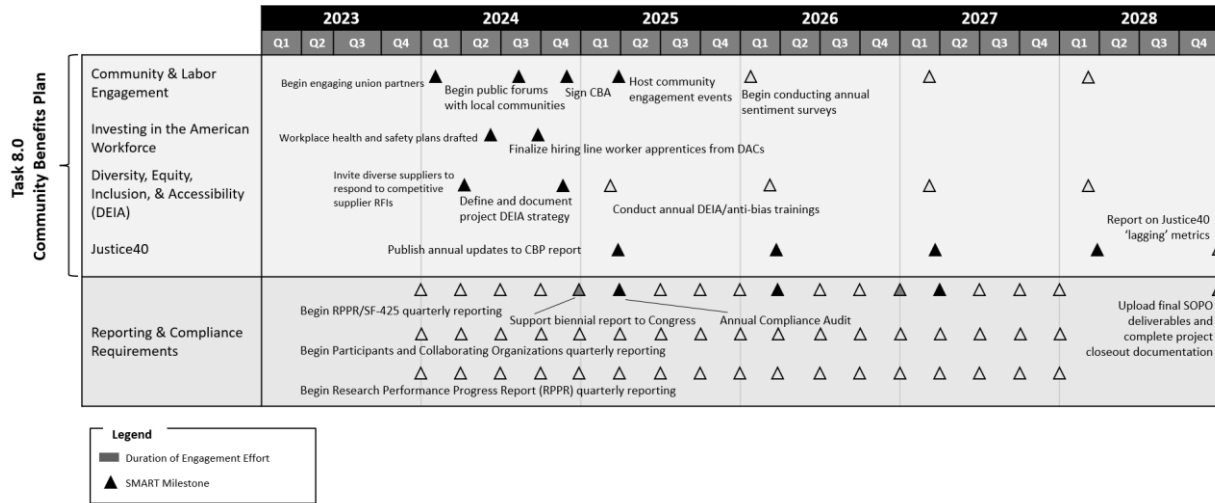 2023 2024 2025 2026 2027 2028
Q1 Q2 Q3 Q4 Q1 Q2 Q3 Q4 Q1 Q2 Q3 Q4 Q1 Q2 Q3 Q4 Q1 Q2 Q3 Q4 Q1 Q2 Q3 Q4
Task 8.0
Community Benefits Plan
Community & Labor
Engagement
Begin engaging union partners
Begin public forums
with local communities
Sign CBA
Host community
engagement events
Begin conducting annual
sentiment surveys
Investing in the American
Workforce
Workplace health and safety plans drafted
Finalize hiring line worker apprentices from DACs
Diversity, Equity,
Inclusion, & Accessibility
(DEIA)
Invite diverse suppliers to
respond to competitive
supplier RFIs
Define and document
project DEIA strategy
Conduct annual DEIA/anti-bias trainings
Justice40
Publish annual updates to CBP report
Report on Justice40
‘lagging’ metrics
Reporting & Compliance
Requirements
Begin RPPR/SF-425 quarterly reporting
Support biennial report to Congress
Annual Compliance Audit
Upload final SOPO
deliverables and
complete project
closeout documentation
Begin Participants and Collaborating Organizations quarterly reporting
Begin Research Performance Progress Report (RPPR) quarterly reporting
Legend
Duration of Engagement Effort
SMART Milestone